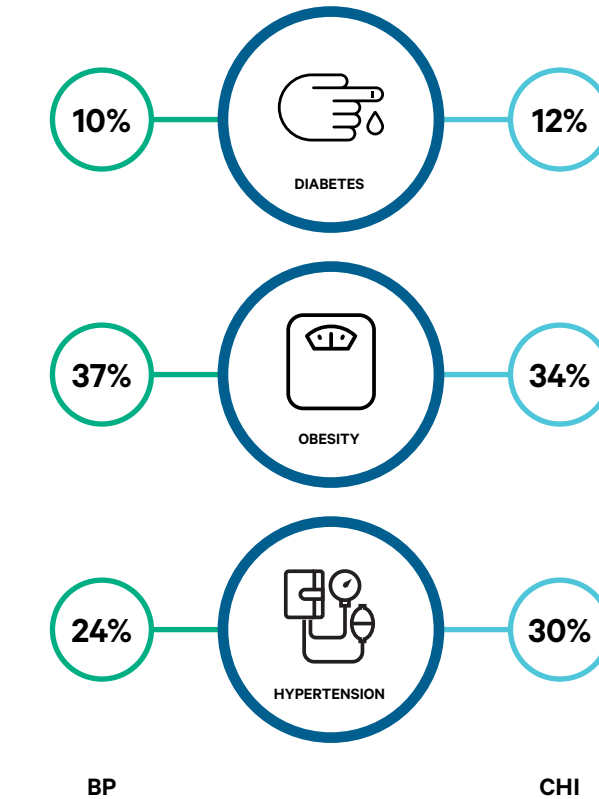 10%
12%
DIABETES
37%
34%
OBESITY
24%
30%
HYPERTENSION
BP
CHI